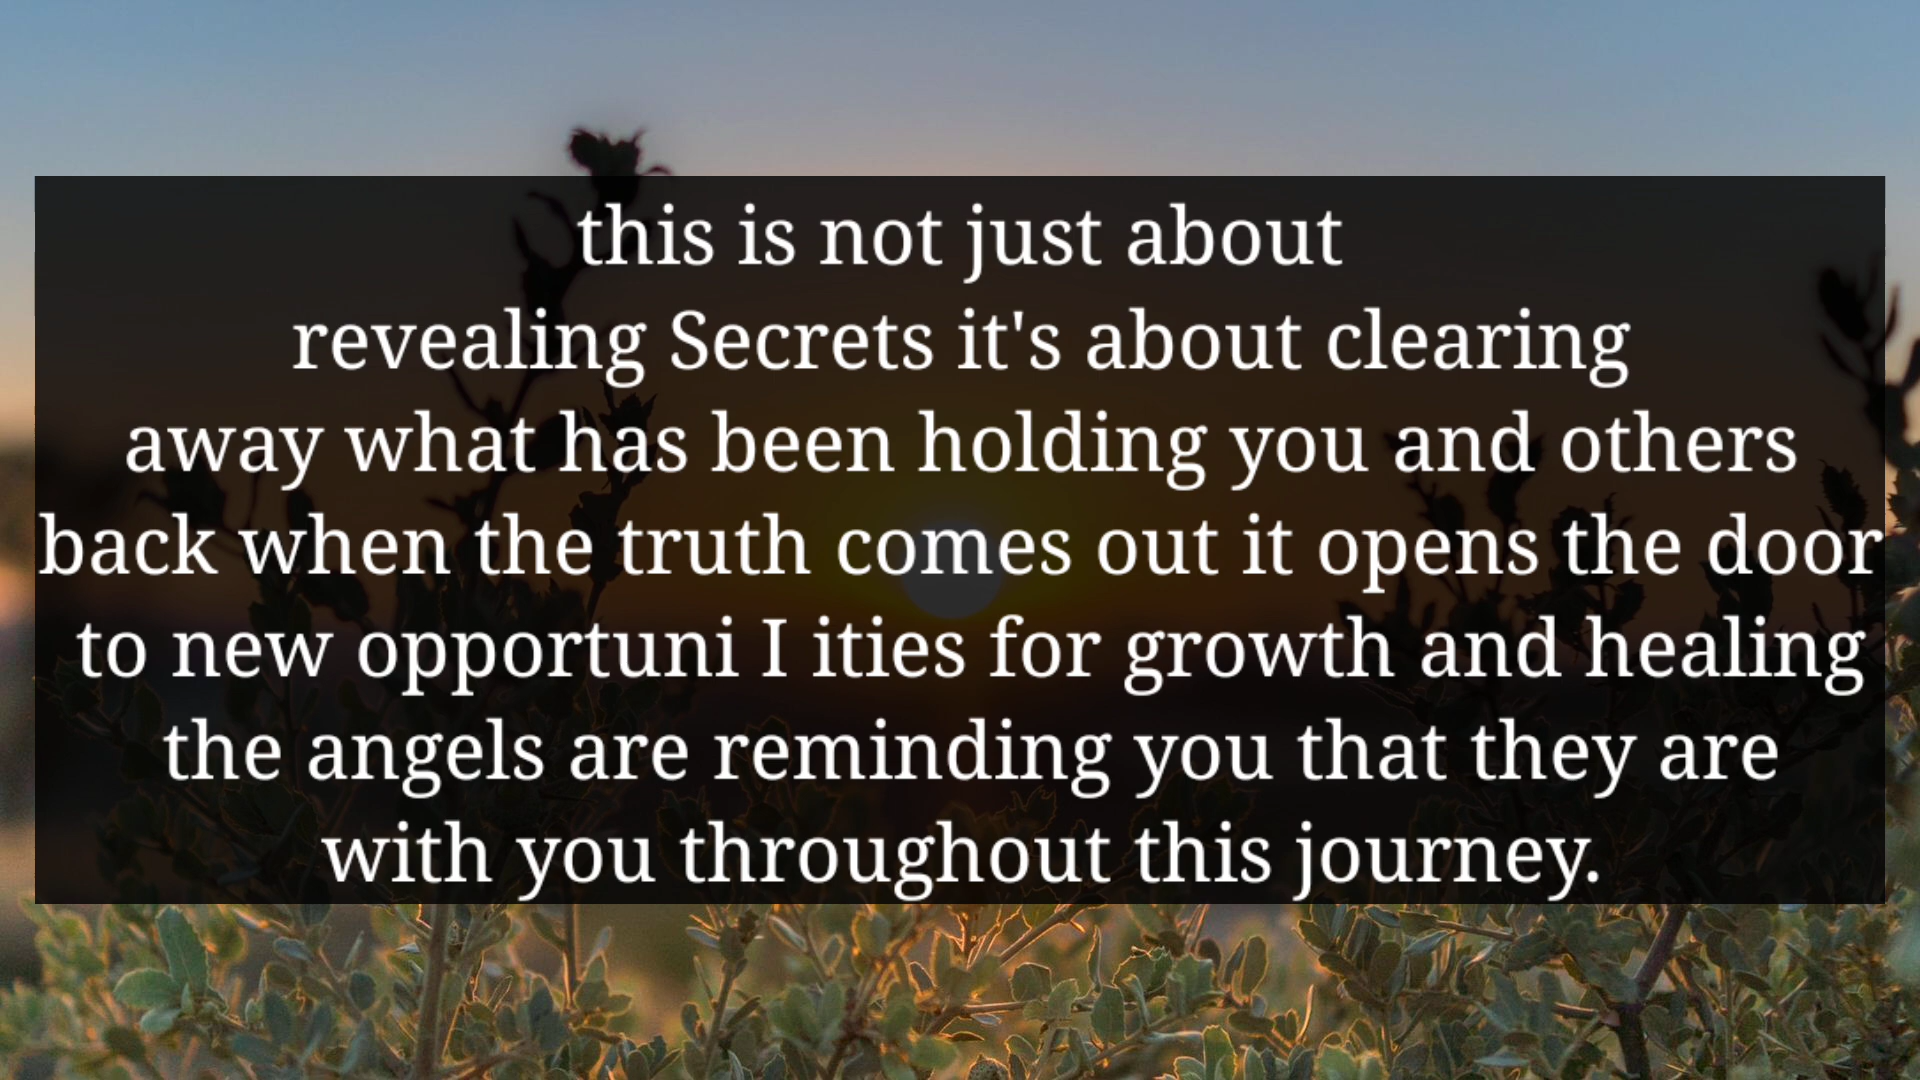 this is not just about
revealing Secrets it's about clearing
away what has been holding you and others
back when the truth comes out it opens the door
to new opportuni I ities for growth and healing
the angels are reminding you that they are
with you throughout this journey.